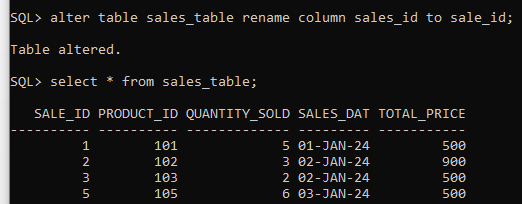 SQL> alter table sales_table rename column sales_id to sale_id;
Table altered.
SQL> select * from sales_table;
SALE_ID PRODUCT_ID QUANTITY_SOLD SALES_DAT TOTAL_PRICE
---------- ---------- ------------- --------- -----------
1 101 5 01-JAN-24 500
2 102 3 02-JAN-24 900
3 103 2 02-JAN-24 500
5 105 6 03-JAN-24 500